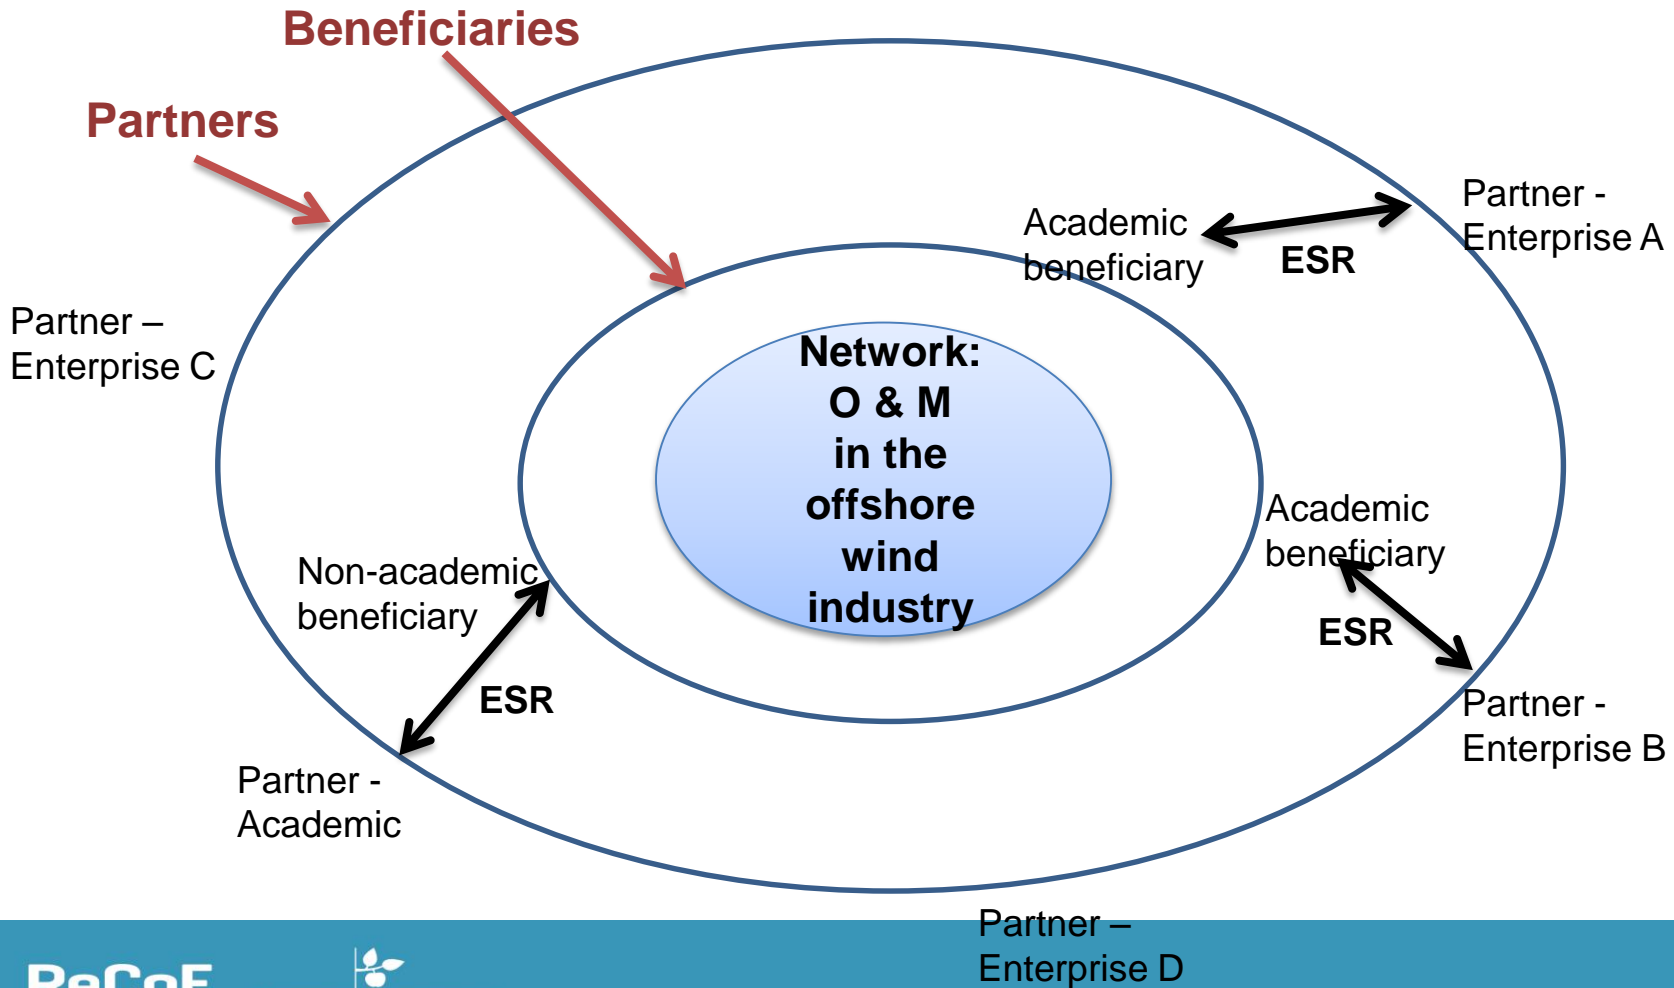 Beneficiaries
Partners
Partner -
Enterprise A
Academic
beneficiary
ESR
Partner –
Enterprise C
Network:
O & M
in the
offshore
wind
industry
Academic
beneficiary
ESR
Non-academic
beneficiary
ESR
Partner -
Enterprise B
Partner -
Academic
Partner –
Enterprise D